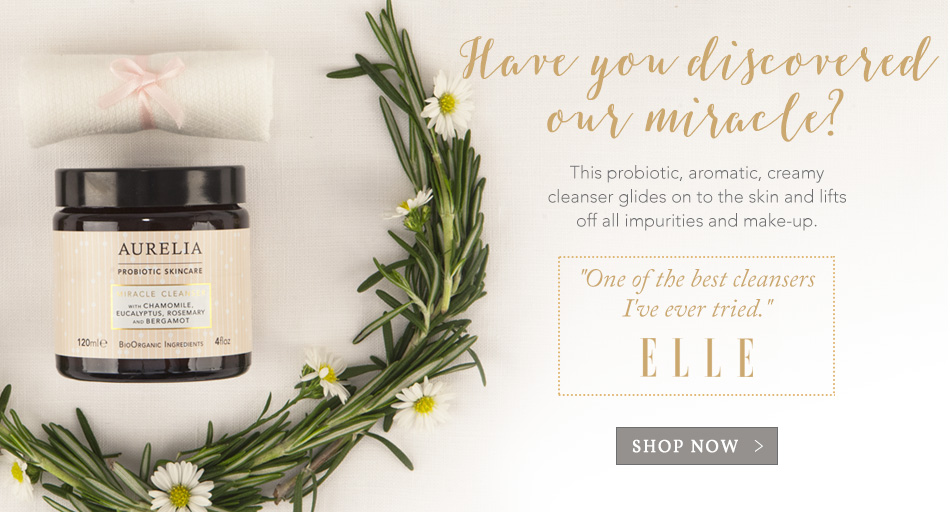 Have you discovered
our miracle?
This probiotic, aromatic, creamy
cleanser glides on to the skin and lifts
off all impurities and make-up.
"One of the best cleansers
I've ever tried."
ELLE
SHOP NOW >
AURELIA
PROBIOTIC SKINCARE
MIRACLE CLEANSER
WITH CHAMOMILE,
EUCALYPTUS, ROSEMARY
AND BERGAMOT
120ml℮ BIOORGANIC INGREDIENTS 4floz